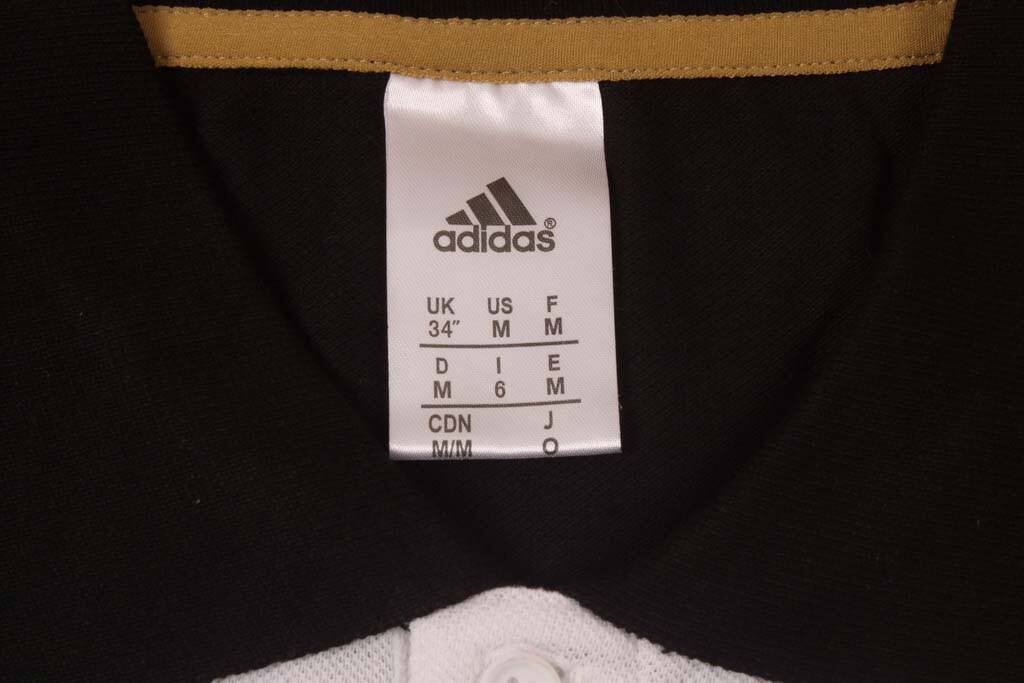 adidas®
UK US F
34" M M
D I E
M 6 M
CDN J
M/M O